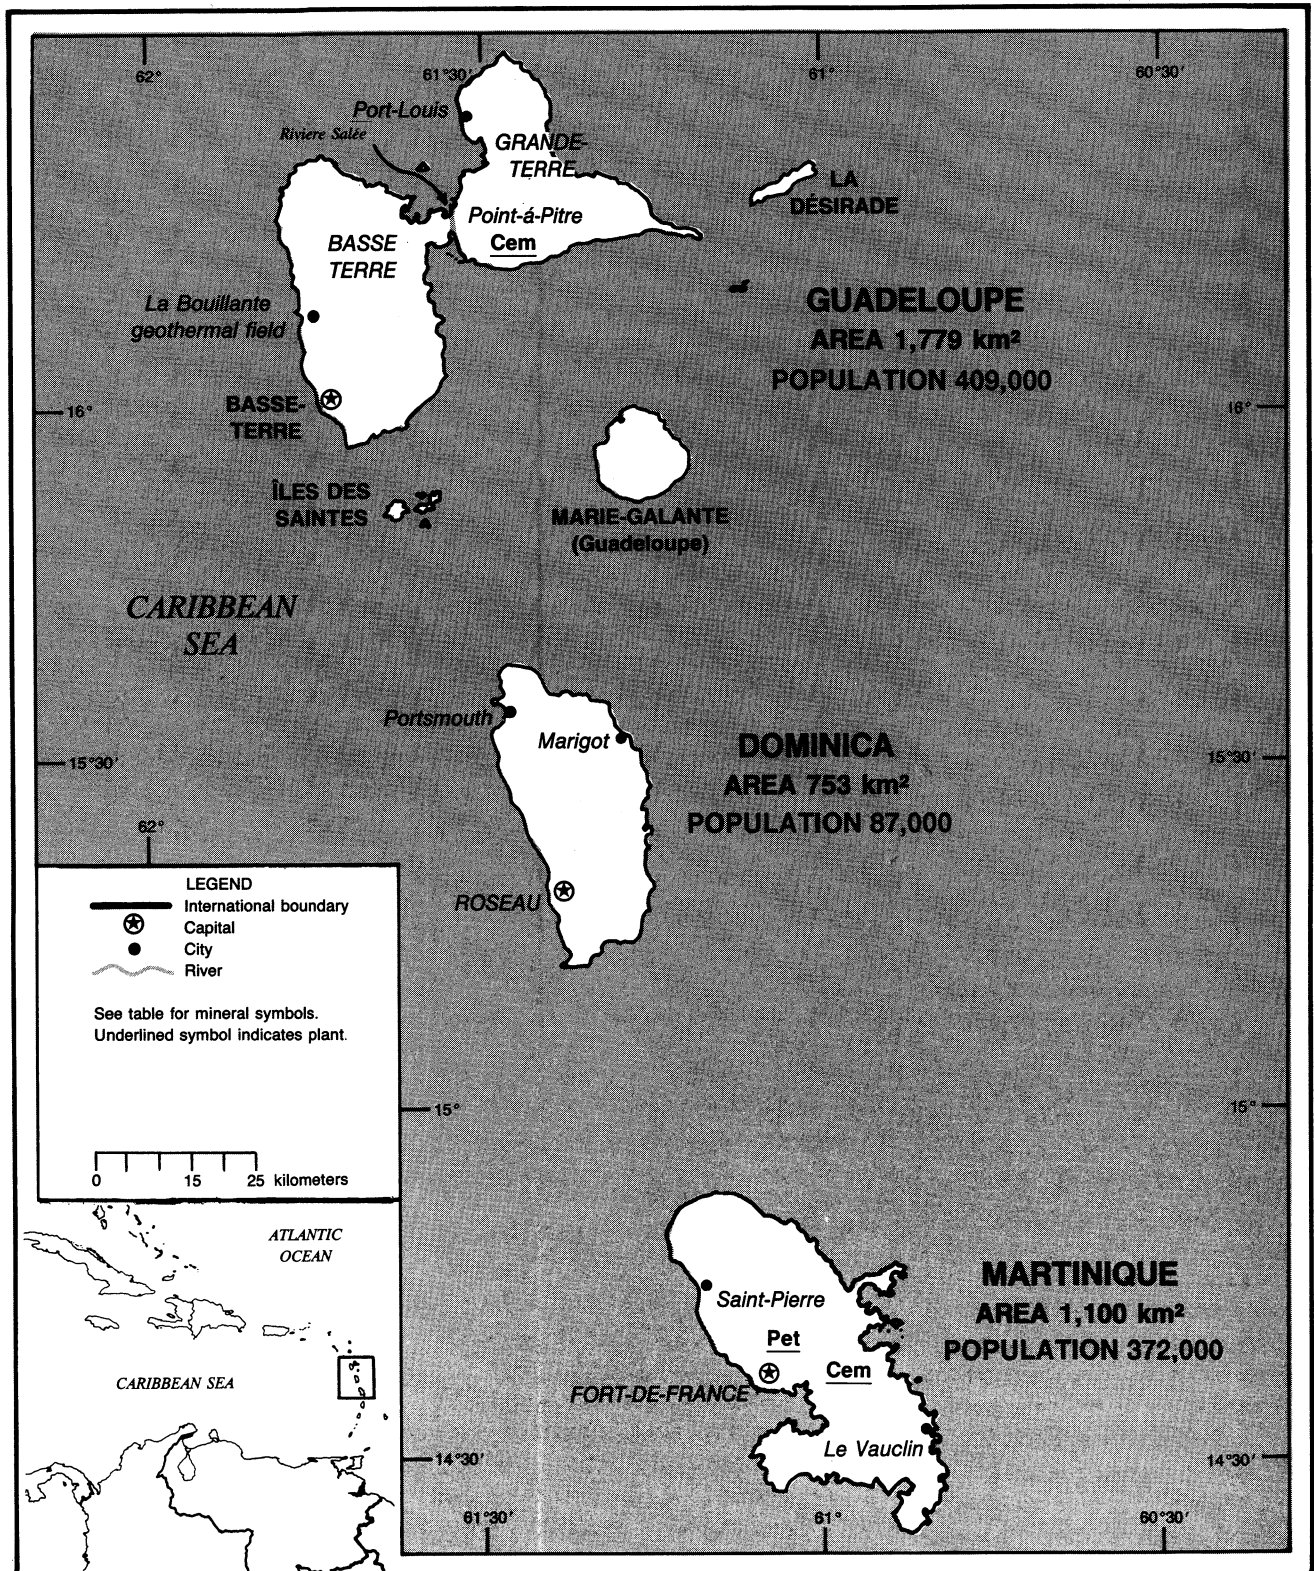 62°
61°30'
61°
60°30'
Port-Louis
Riviere Salée
GRANDE-
TERRE
LA
DÉSIRADE
Point-á-Pitre
Cem
BASSE
TERRE
La Bouillante
geothermal field
GUADELOUPE
AREA 1,779 km²
POPULATION 409,000
BASSE-
TERRE
16°
16°
ÎLES DES
SAINTES
MARIE-GALANTE
(Guadeloupe)
CARIBBEAN
SEA
Portsmouth
Marigot
DOMINICA
AREA 753 km²
POPULATION 87,000
15°30'
15°30'
62°
ROSEAU
LEGEND
International boundary
Capital
City
River
See table for mineral symbols.
Underlined symbol indicates plant.
0 15 25 kilometers
15°
15°
ATLANTIC
OCEAN
CARIBBEAN SEA
MARTINIQUE
AREA 1,100 km²
POPULATION 372,000
Saint-Pierre
Pet
Cem
FORT-DE-FRANCE
Le Vauclin
14°30'
14°30'
61°30'
61°
60°30'